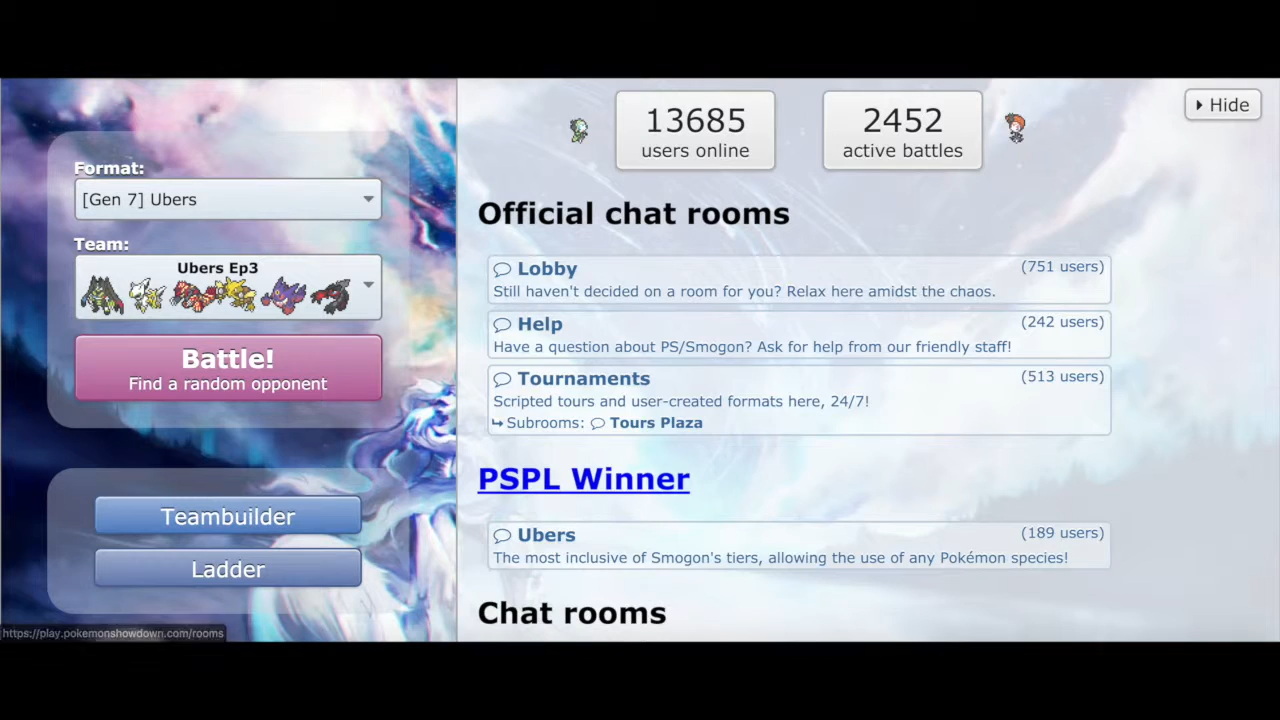 Format:
[Gen 7] Ubers
Team:
Ubers Ep3
Battle!
Find a random opponent
Teambuilder
Ladder
https://play.pokemonshowdown.com/rooms
13685
users online
2452
active battles
Hide
Official chat rooms
Lobby (751 users)
Still haven't decided on a room for you? Relax here amidst the chaos.
Help (242 users)
Have a question about PS/Smogon? Ask for help from our friendly staff!
Tournaments (513 users)
Scripted tours and user-created formats here, 24/7!
Subrooms: Tours Plaza
PSPL Winner
Ubers (189 users)
The most inclusive of Smogon's tiers, allowing the use of any Pokémon species!
Chat rooms